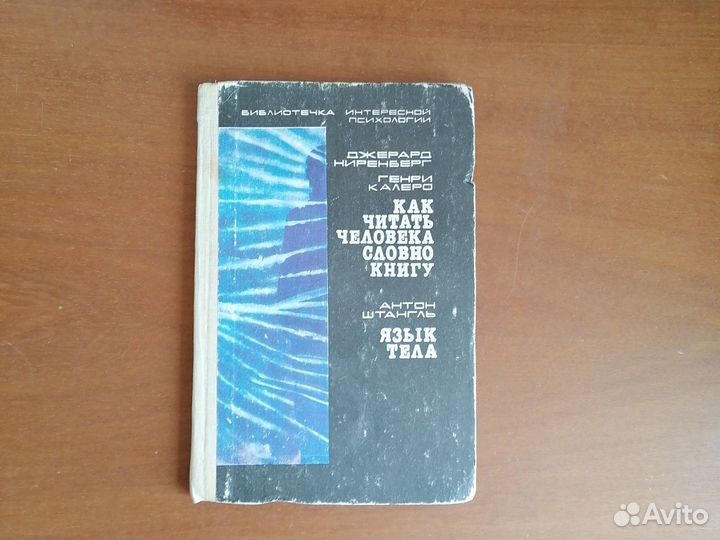 БИБЛИОТЕЧКА ИНТЕРЕСНОЙ
ПСИХОЛОГИИ
ДЖЕРАРД
НИРЕНБЕРГ
ГЕНРИ
КАЛЕРО
КАК
ЧИТАТЬ
ЧЕЛОВЕКА
СЛОВНО
КНИГУ
АНТОН
ШТАНГЛЬ
ЯЗЫК
ТЕЛА
Avito